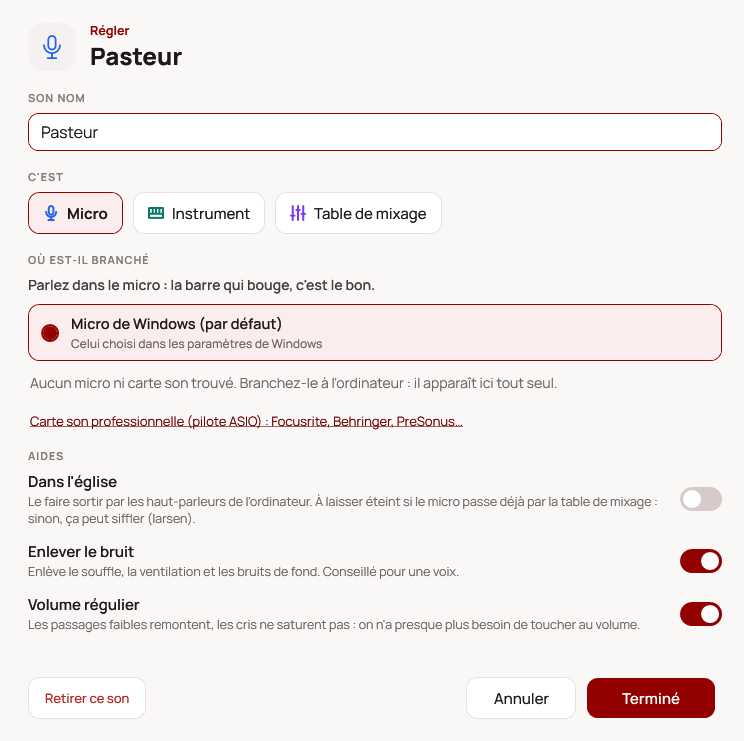 Régler
Pasteur
SON NOM
Pasteur
C'EST
Micro
Instrument
Table de mixage
OÙ EST-IL BRANCHÉ
Parlez dans le micro : la barre qui bouge, c'est le bon.
Micro de Windows (par défaut)
Celui choisi dans les paramètres de Windows
Aucun micro ni carte son trouvé. Branchez-le à l'ordinateur : il apparaît ici tout seul.
Carte son professionnelle (pilote ASIO) : Focusrite, Behringer, PreSonus…
AIDES
Dans l'église
Le faire sortir par les haut-parleurs de l'ordinateur. À laisser éteint si le micro passe déjà par la table de mixage :
sinon, ça peut siffler (larsen).
Enlever le bruit
Enlève le souffle, la ventilation et les bruits de fond. Conseillé pour une voix.
Volume régulier
Les passages faibles remontent, les cris ne saturent pas : on n'a presque plus besoin de toucher au volume.
Retirer ce son
Annuler
Terminé